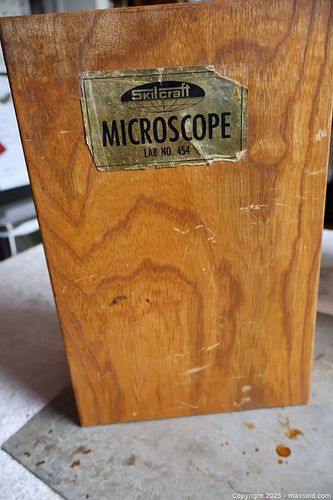 Skilcraft
MICROSCOPE
LAB NO. 454
Copyright © 2025 - maxsold.com